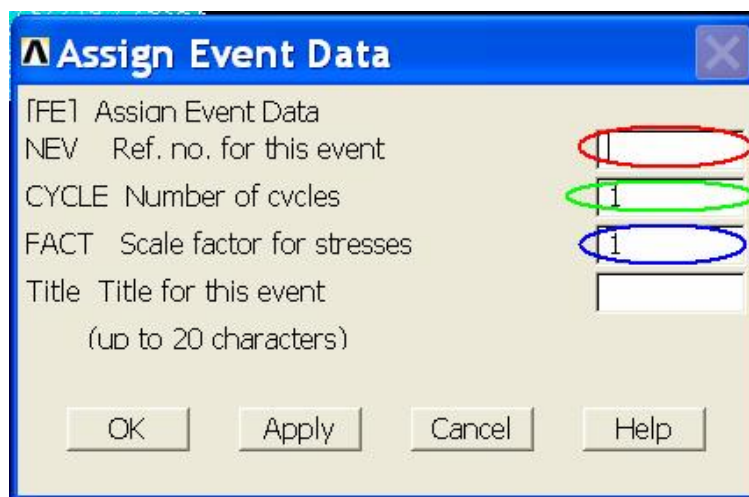 Assign Event Data
[FE] Assign Event Data
NEV Ref. no. for this event
CYCLE Number of cycles 1
FACT Scale factor for stresses 1
Title Title for this event
(up to 20 characters)
OK Apply Cancel Help